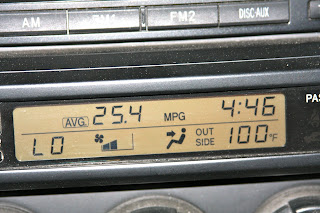 AM FM1 FM2 DISC·AUX
AVG. 25.4 MPG 4:46
PAS
LO OUT SIDE 100°F